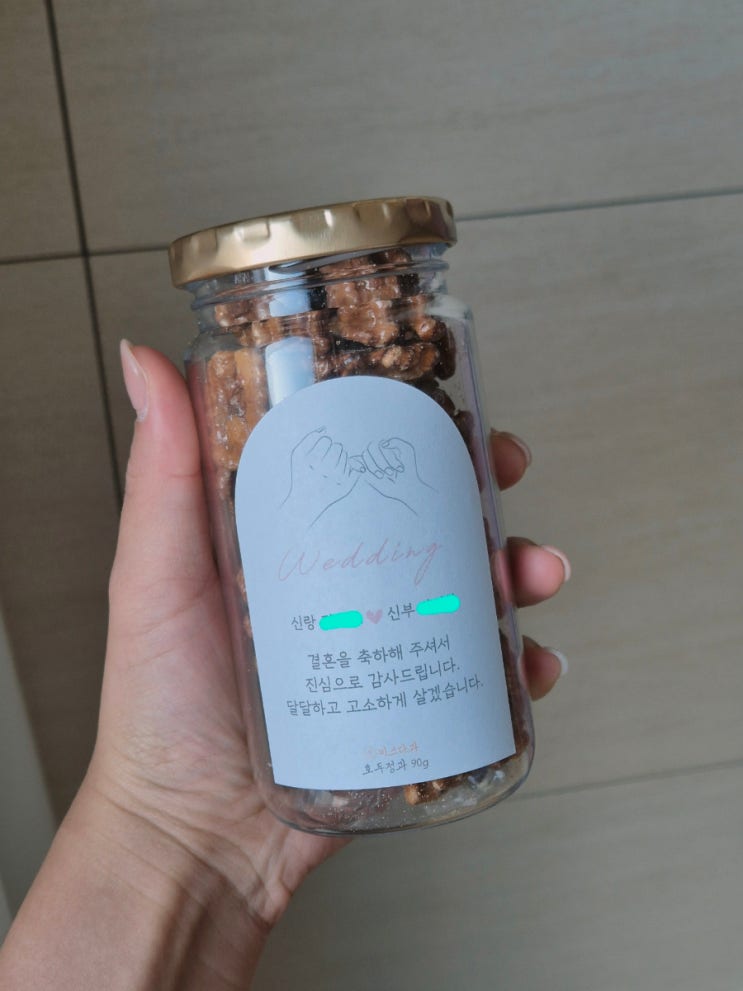 Wedding
신랑 신부
결혼을 축하해 주셔서
진심으로 감사드립니다.
달달하고 고소하게 살겠습니다.
호두정과 90g